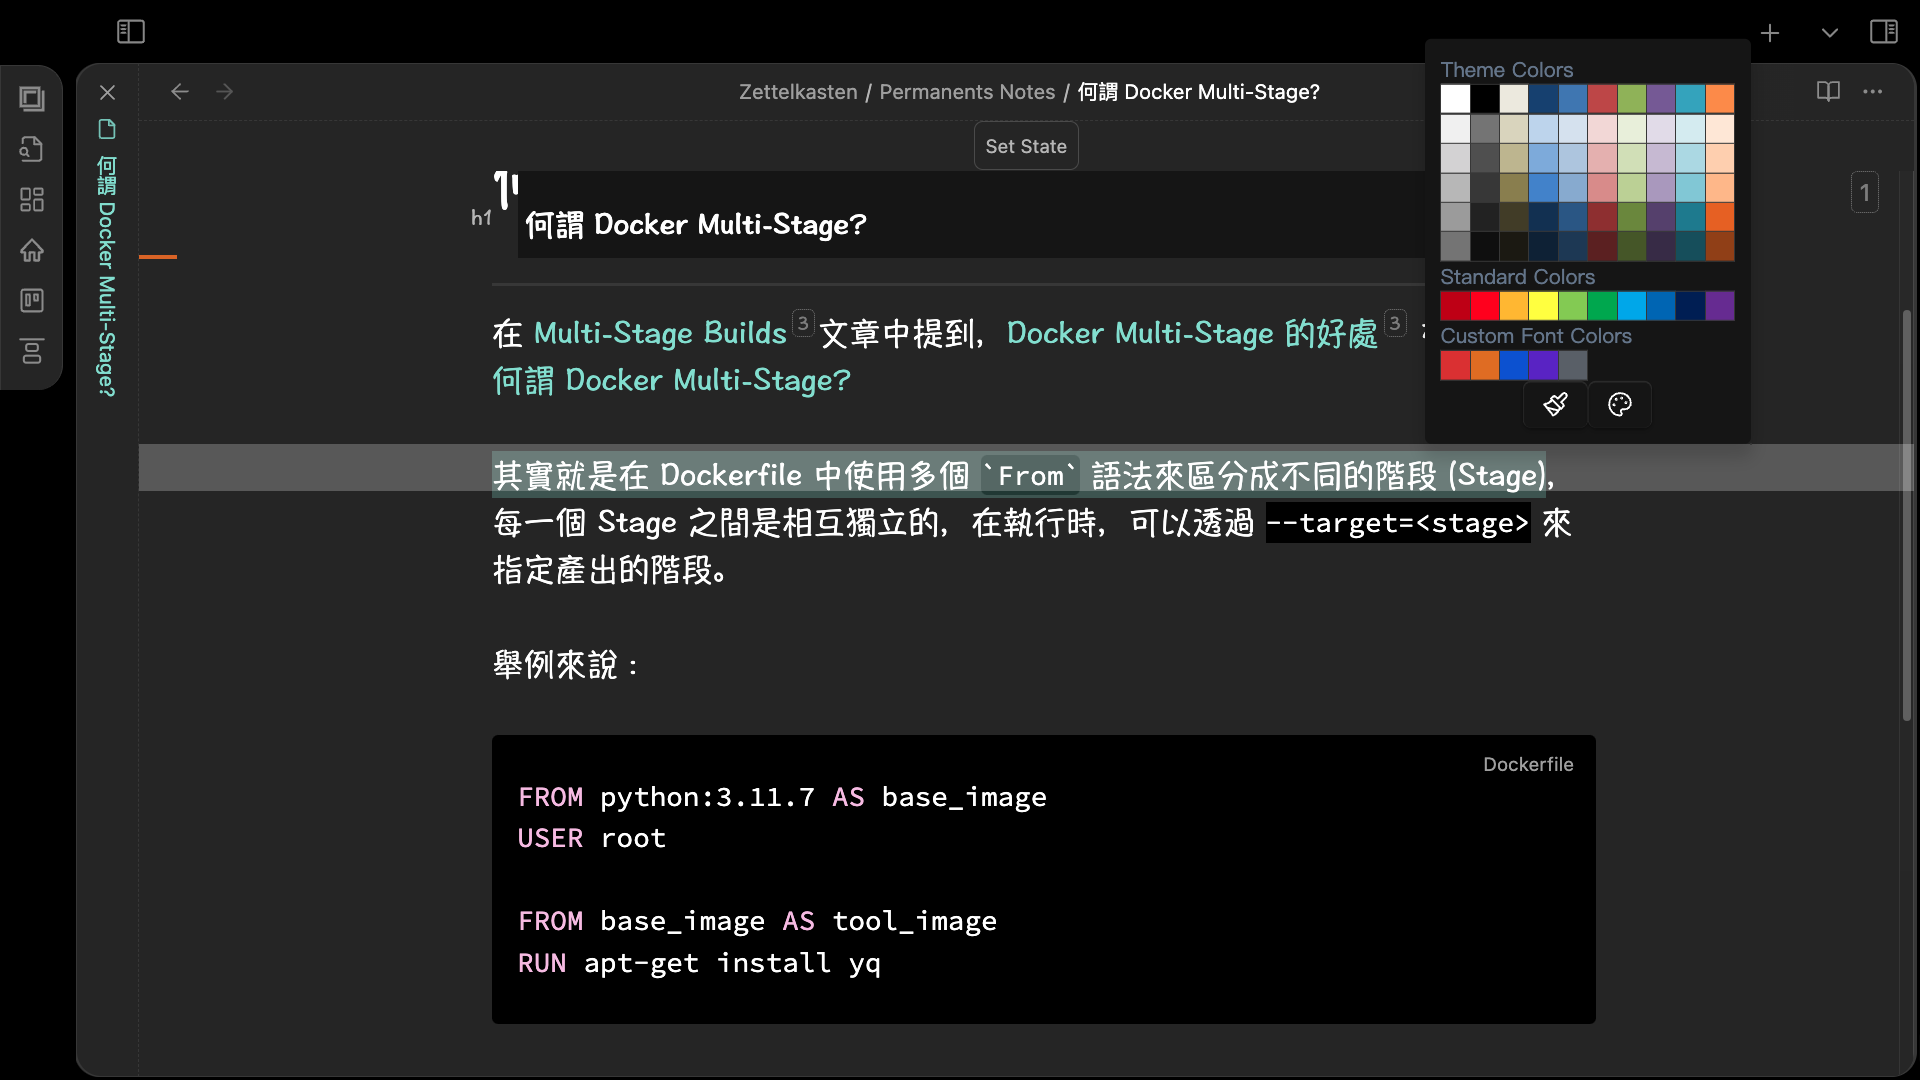 Zettelkasten / Permanents Notes / 何謂 Docker Multi-Stage?
何謂 Docker Multi-Stage?
Set State
h1
何謂 Docker Multi-Stage?
1
在 Multi-Stage Builds 3 文章中提到，Docker Multi-Stage 的好處 3
何謂 Docker Multi-Stage?
其實就是在 Dockerfile 中使用多個 `From` 語法來區分成不同的階段 (Stage)，
每一個 Stage 之間是相互獨立的，在執行時，可以透過 --target=<stage> 來
指定產出的階段。
舉例來說：
Dockerfile
FROM python:3.11.7 AS base_image
USER root
FROM base_image AS tool_image
RUN apt-get install yq
Theme Colors
Standard Colors
Custom Font Colors